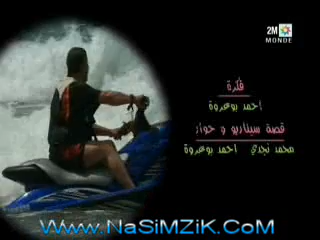 2M
MONDE
فكرة
احمد بوعروة
قصة سيناريو و حوار
محمد نجدي احمد بوعروة
WWW.NaSiMZiK.CoM